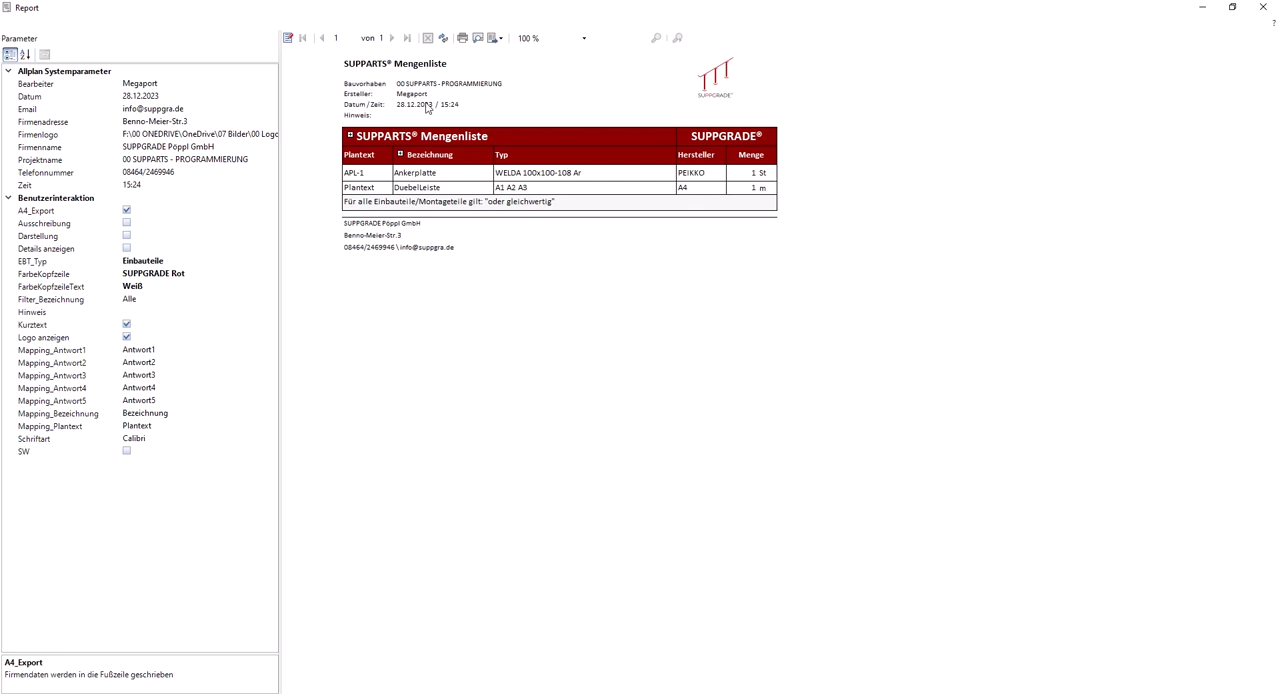 Report
?
Parameter
1 von 1 100 %
Allplan Systemparameter
Bearbeiter Megaport
Datum 28.12.2023
Email info@suppgra.de
Firmenadresse Benno-Meier-Str.3
Firmenlogo F:\00 ONEDRIVE\OneDrive\07 Bilder\00 Logo
Firmenname SUPPGRADE Pöppl GmbH
Projektname 00 SUPPARTS - PROGRAMMIERUNG
Telefonnummer 08464/2469946
Zeit 15:24
Benutzerinteraktion
A4_Export
Ausschreibung
Darstellung
Details anzeigen
EBT_Typ Einbauteile
FarbeKopfzeile SUPPGRADE Rot
FarbeKopfzeileText Weiß
Filter_Bezeichnung Alle
Hinweis
Kurztext
Logo anzeigen
Mapping_Antwort1 Antwort1
Mapping_Antwort2 Antwort2
Mapping_Antwort3 Antwort3
Mapping_Antwort4 Antwort4
Mapping_Antwort5 Antwort5
Mapping_Bezeichnung Bezeichnung
Mapping_Plantext Plantext
Schriftart Calibri
SW
A4_Export
Firmendaten werden in die Fußzeile geschrieben
SUPPARTS® Mengenliste
SUPPGRADE®
Bauvorhaben 00 SUPPARTS - PROGRAMMIERUNG
Ersteller: Megaport
Datum / Zeit: 28.12.2023 / 15:24
Hinweis:
SUPPARTS® Mengenliste SUPPGRADE®
Plantext Bezeichnung Typ Hersteller Menge
APL-1 Ankerplatte WELDA 100x100-108 Ar PEIKKO 1 St
Plantext DuebelLeiste A1 A2 A3 A4 1 m
Für alle Einbauteile/Montageteile gilt: "oder gleichwertig"
SUPPGRADE Pöppl GmbH
Benno-Meier-Str.3
08464/2469946 \ info@suppgra.de